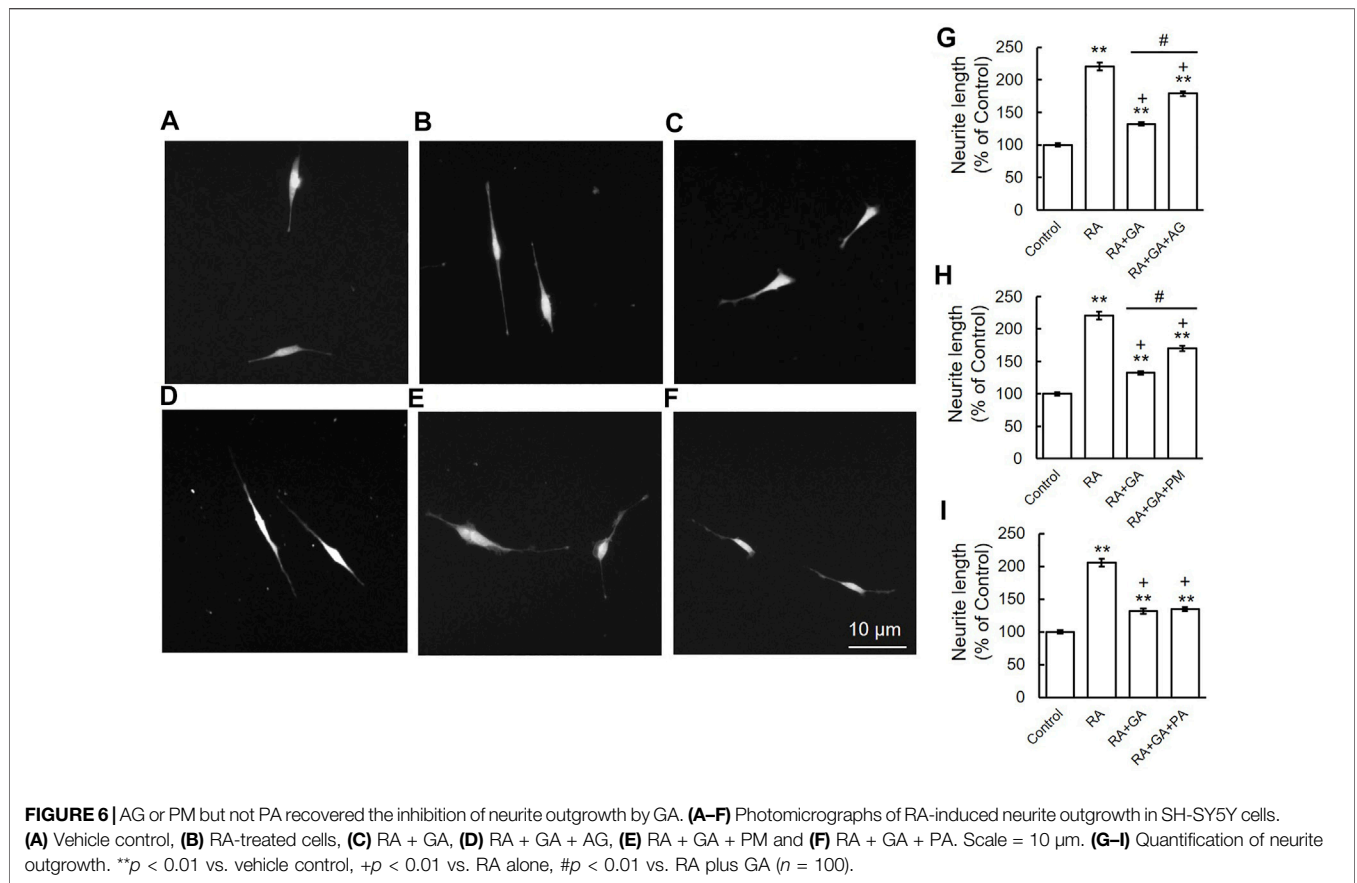 A
B
C
D
E
F
10 µm
G
Neurite length
(% of Control)
250
200
150
100
50
0
**
+
**
#
+
**
Control
RA
RA+GA
RA+GA+AG
H
Neurite length
(% of Control)
250
200
150
100
50
0
**
+
**
#
+
**
Control
RA
RA+GA
RA+GA+PM
I
Neurite length
(% of Control)
250
200
150
100
50
0
**
+
**
+
**
Control
RA
RA+GA
RA+GA+PA
FIGURE 6 | AG or PM but not PA recovered the inhibition of neurite outgrowth by GA. (A–F) Photomicrographs of RA-induced neurite outgrowth in SH-SY5Y cells.
(A) Vehicle control, (B) RA-treated cells, (C) RA + GA, (D) RA + GA + AG, (E) RA + GA + PM and (F) RA + GA + PA. Scale = 10 µm. (G–I) Quantification of neurite
outgrowth. **p < 0.01 vs. vehicle control, +p < 0.01 vs. RA alone, #p < 0.01 vs. RA plus GA (n = 100).